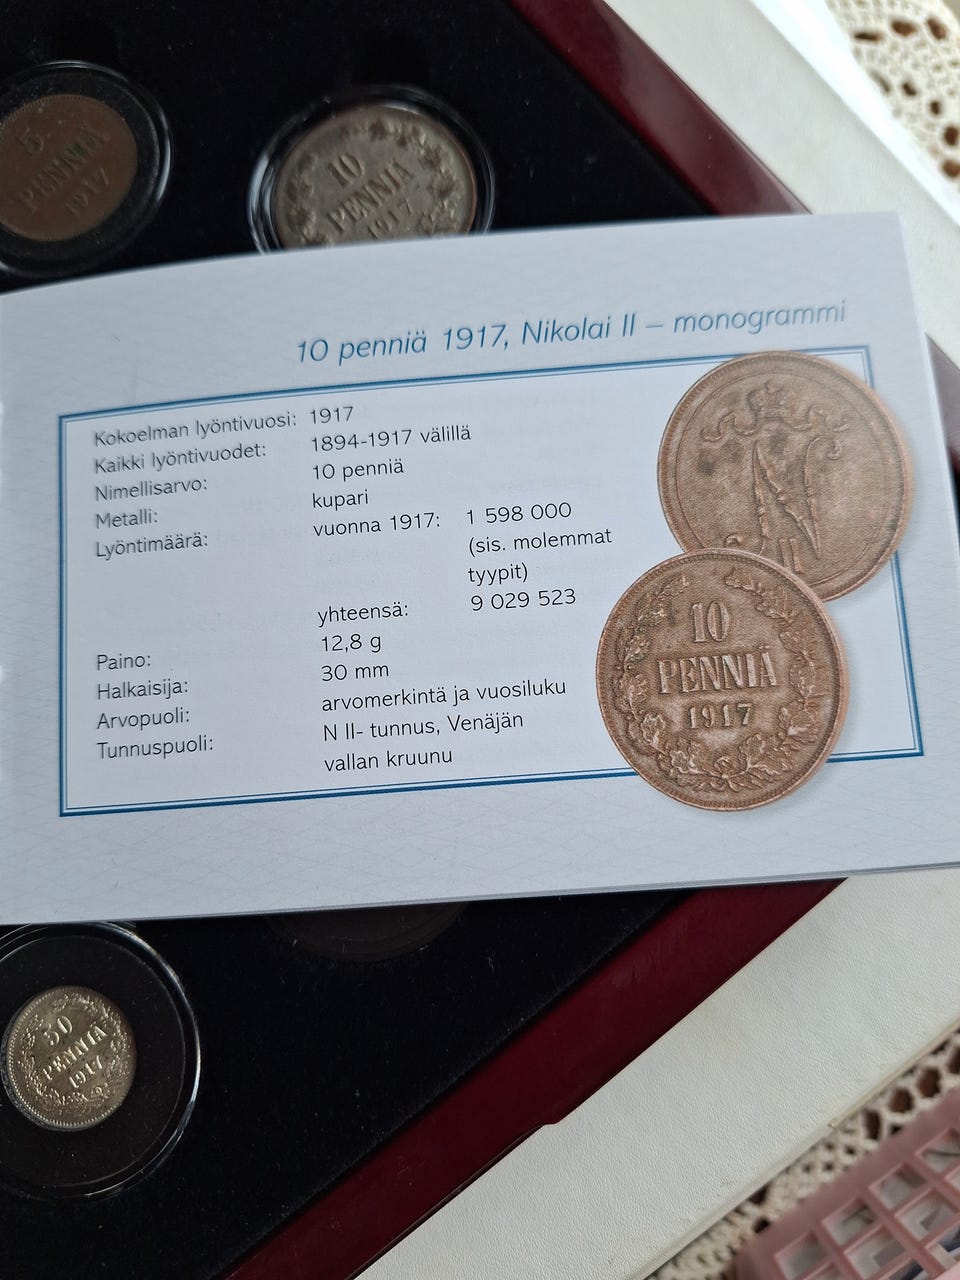 5
PENNIÄ
1917
10
PENNIÄ
1917
10 penniä 1917, Nikolai II – monogrammi
Kokoelman lyöntivuosi: 1917
Kaikki lyöntivuodet: 1894-1917 välillä
Nimellisarvo: 10 penniä
Metalli: kupari
Lyöntimäärä: vuonna 1917: 1 598 000
(sis. molemmat
tyypit)
yhteensä: 9 029 523
Paino: 12,8 g
Halkaisija: 30 mm
Arvopuoli: arvomerkintä ja vuosiluku
Tunnuspuoli: N II- tunnus, Venäjän
vallan kruunu
N
II
10
PENNIÄ
1917
50
PENNIÄ
1917